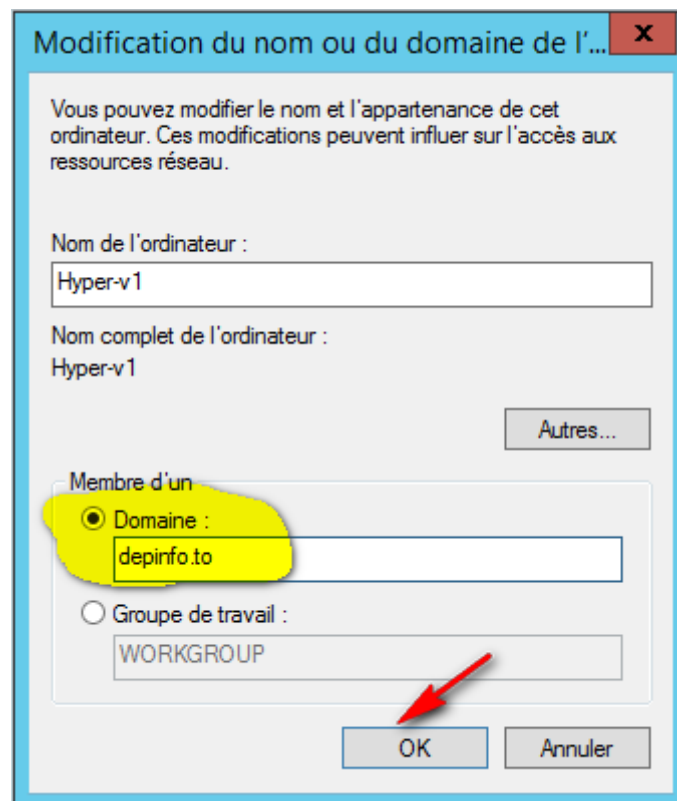 Modification du nom ou du domaine de l'... x
Vous pouvez modifier le nom et l'appartenance de cet
ordinateur. Ces modifications peuvent influer sur l'accès aux
ressources réseau.
Nom de l'ordinateur :
Hyper-v1
Nom complet de l'ordinateur :
Hyper-v1
Autres...
Membre d'un
Domaine :
depinfo.to
Groupe de travail :
WORKGROUP
OK Annuler